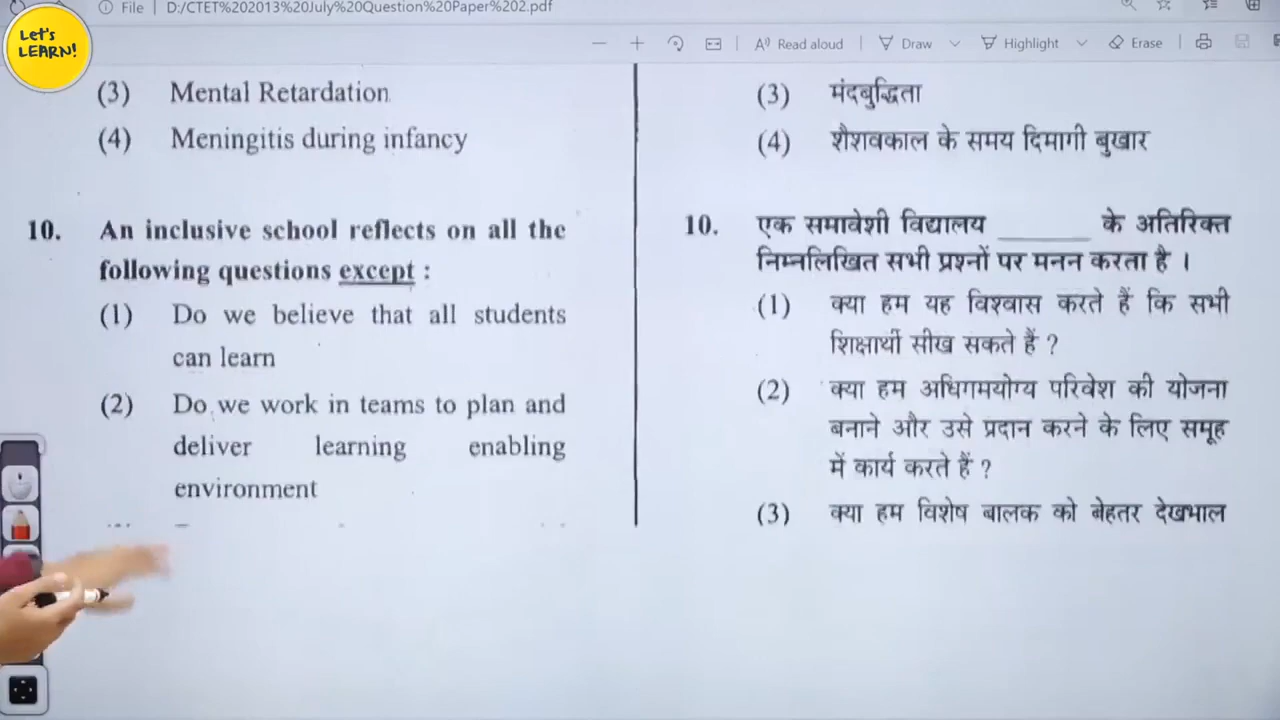 Let's
LEARN!
File | D:/CTET%202013%20July%20Question%20Paper%202.pdf
Read aloud
Draw
Highlight
Erase
(3) Mental Retardation
(4) Meningitis during infancy
10. An inclusive school reflects on all the
following questions except :
(1) Do we believe that all students
can learn
(2) Do we work in teams to plan and
deliver learning enabling
environment
(3) मंदबुद्धिता
(4) शैशवकाल के समय दिमागी बुखार
10. एक समावेशी विद्यालय ________ के अतिरिक्त
निम्नलिखित सभी प्रश्नों पर मनन करता है ।
(1) क्या हम यह विश्वास करते हैं कि सभी
शिक्षार्थी सीख सकते हैं ?
(2) क्या हम अधिगमयोग्य परिवेश की योजना
बनाने और उसे प्रदान करने के लिए समूह
में कार्य करते हैं ?
(3) क्या हम विशेष बालक को बेहतर देखभाल